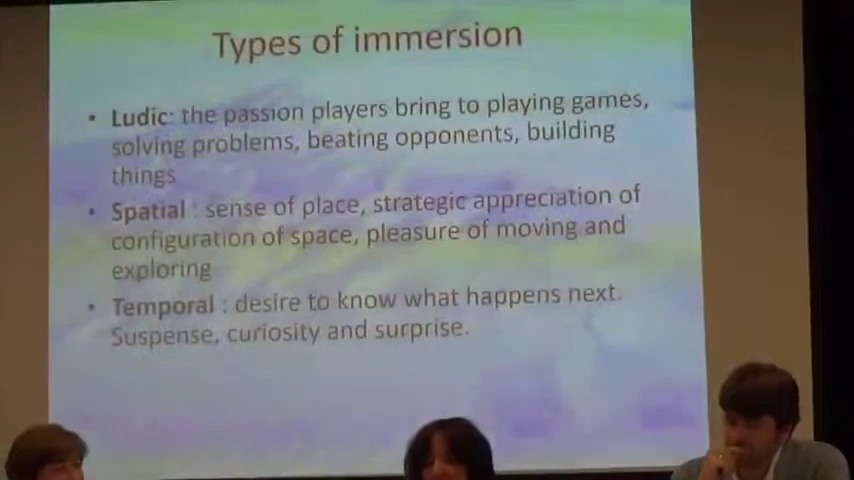 Types of immersion
• Ludic: the passion players bring to playing games,
solving problems, beating opponents, building
things
• Spatial : sense of place, strategic appreciation of
configuration of space, pleasure of moving and
exploring
• Temporal : desire to know what happens next.
Suspense, curiosity and surprise.